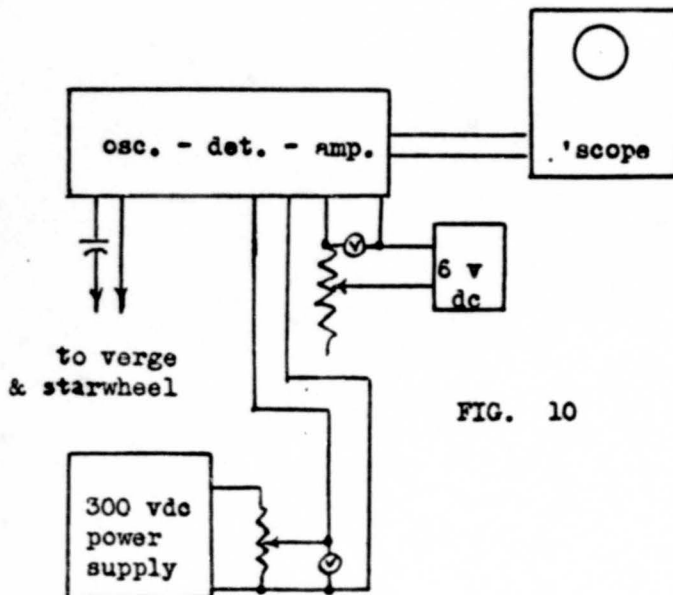 osc. - det. - amp.
'scope
V
6 v
dc
to verge
& starwheel
FIG. 10
300 vdc
power
supply
V